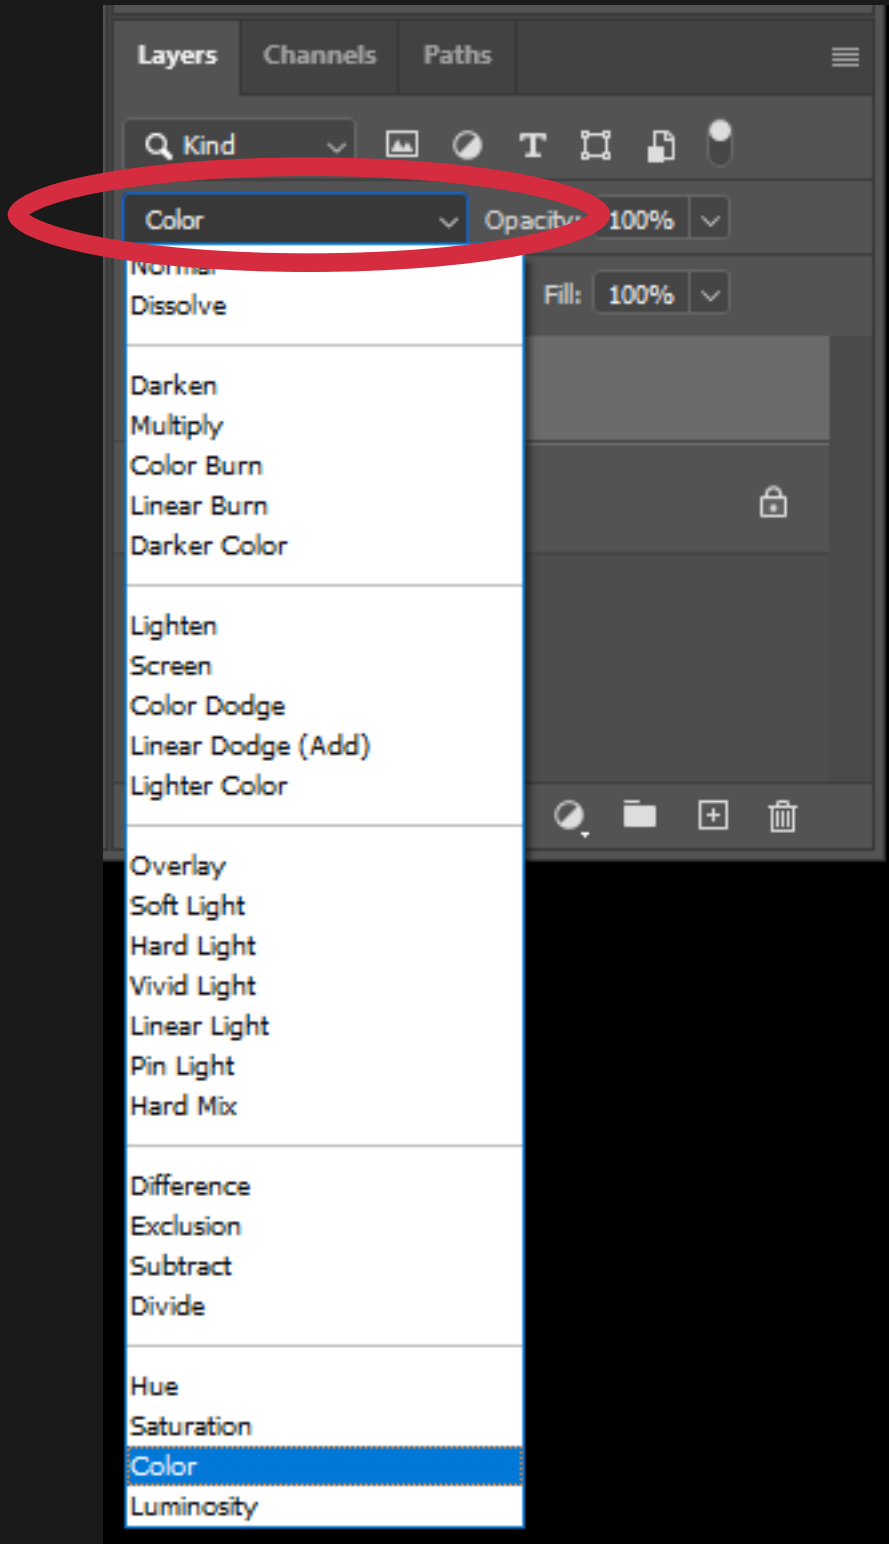 Layers Channels Paths
Kind
Color Opacity: 100%
Normal
Dissolve
Fill: 100%
Darken
Multiply
Color Burn
Linear Burn
Darker Color
Lighten
Screen
Color Dodge
Linear Dodge (Add)
Lighter Color
Overlay
Soft Light
Hard Light
Vivid Light
Linear Light
Pin Light
Hard Mix
Difference
Exclusion
Subtract
Divide
Hue
Saturation
Color
Luminosity